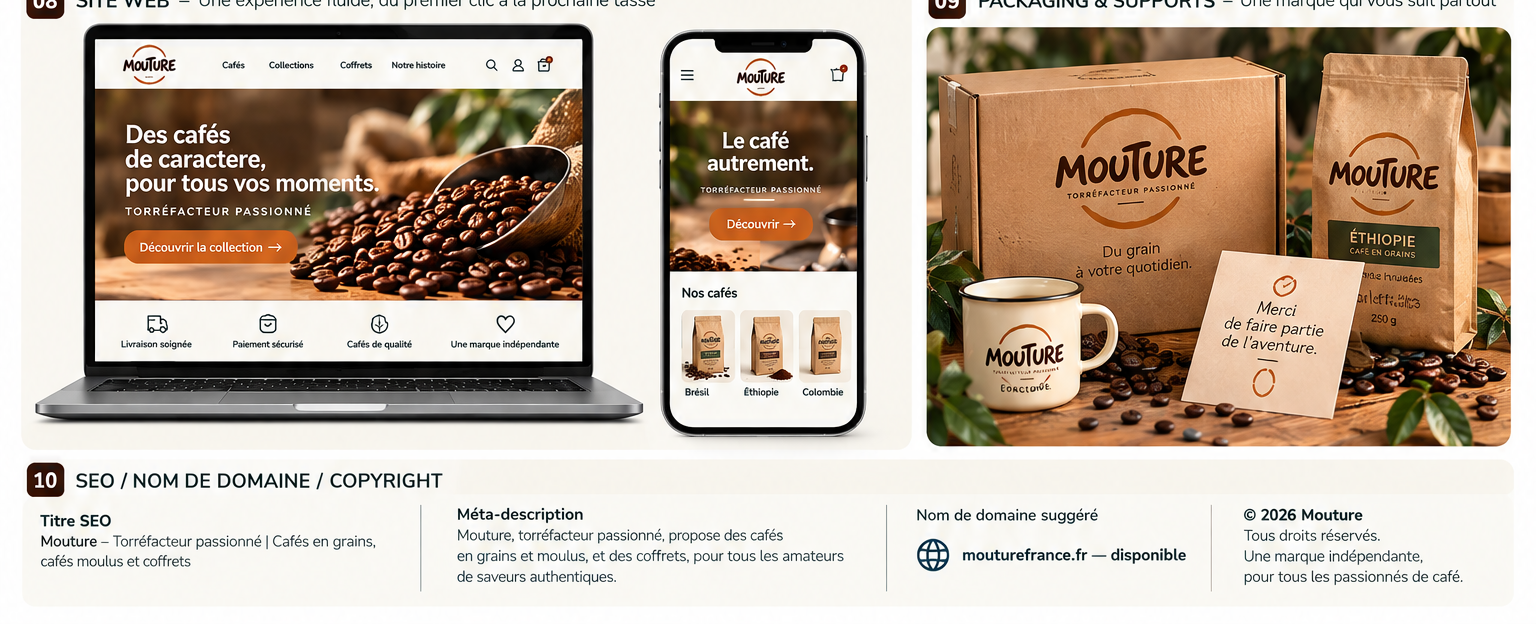 08 SITE WEB – Une expérience fluide, du premier clic à la prochaine tasse
MOUTURE
Cafés
Collections
Coffrets
Notre histoire
Des cafés
de caractere,
pour tous vos moments.
TORRÉFACTEUR PASSIONNÉ
Découvrir la collection →
Livraison soignée
Paiement sécurisé
Cafés de qualité
Une marque indépendante
MOUTURE
Le café
autrement.
TORRÉFACTEUR PASSIONNÉ
Découvrir →
Nos cafés
Brésil
Éthiopie
Colombie
09 PACKAGING & SUPPORTS – Une marque qui vous suit partout
MOUTURE
TORRÉFACTEUR PASSIONNÉ
Du grain
à votre quotidien.
MOUTURE
ÉTHIOPIE
CAFÉ EN GRAINS
250 g
MOUTURE
Merci
de faire partie
de l'aventure.
10 SEO / NOM DE DOMAINE / COPYRIGHT
Titre SEO
Mouture – Torréfacteur passionné | Cafés en grains,
cafés moulus et coffrets
Méta-description
Mouture, torréfacteur passionné, propose des cafés
en grains et moulus, et des coffrets, pour tous les amateurs
de saveurs authentiques.
Nom de domaine suggéré
mouturefrance.fr — disponible
© 2026 Mouture
Tous droits réservés.
Une marque indépendante,
pour tous les passionnés de café.